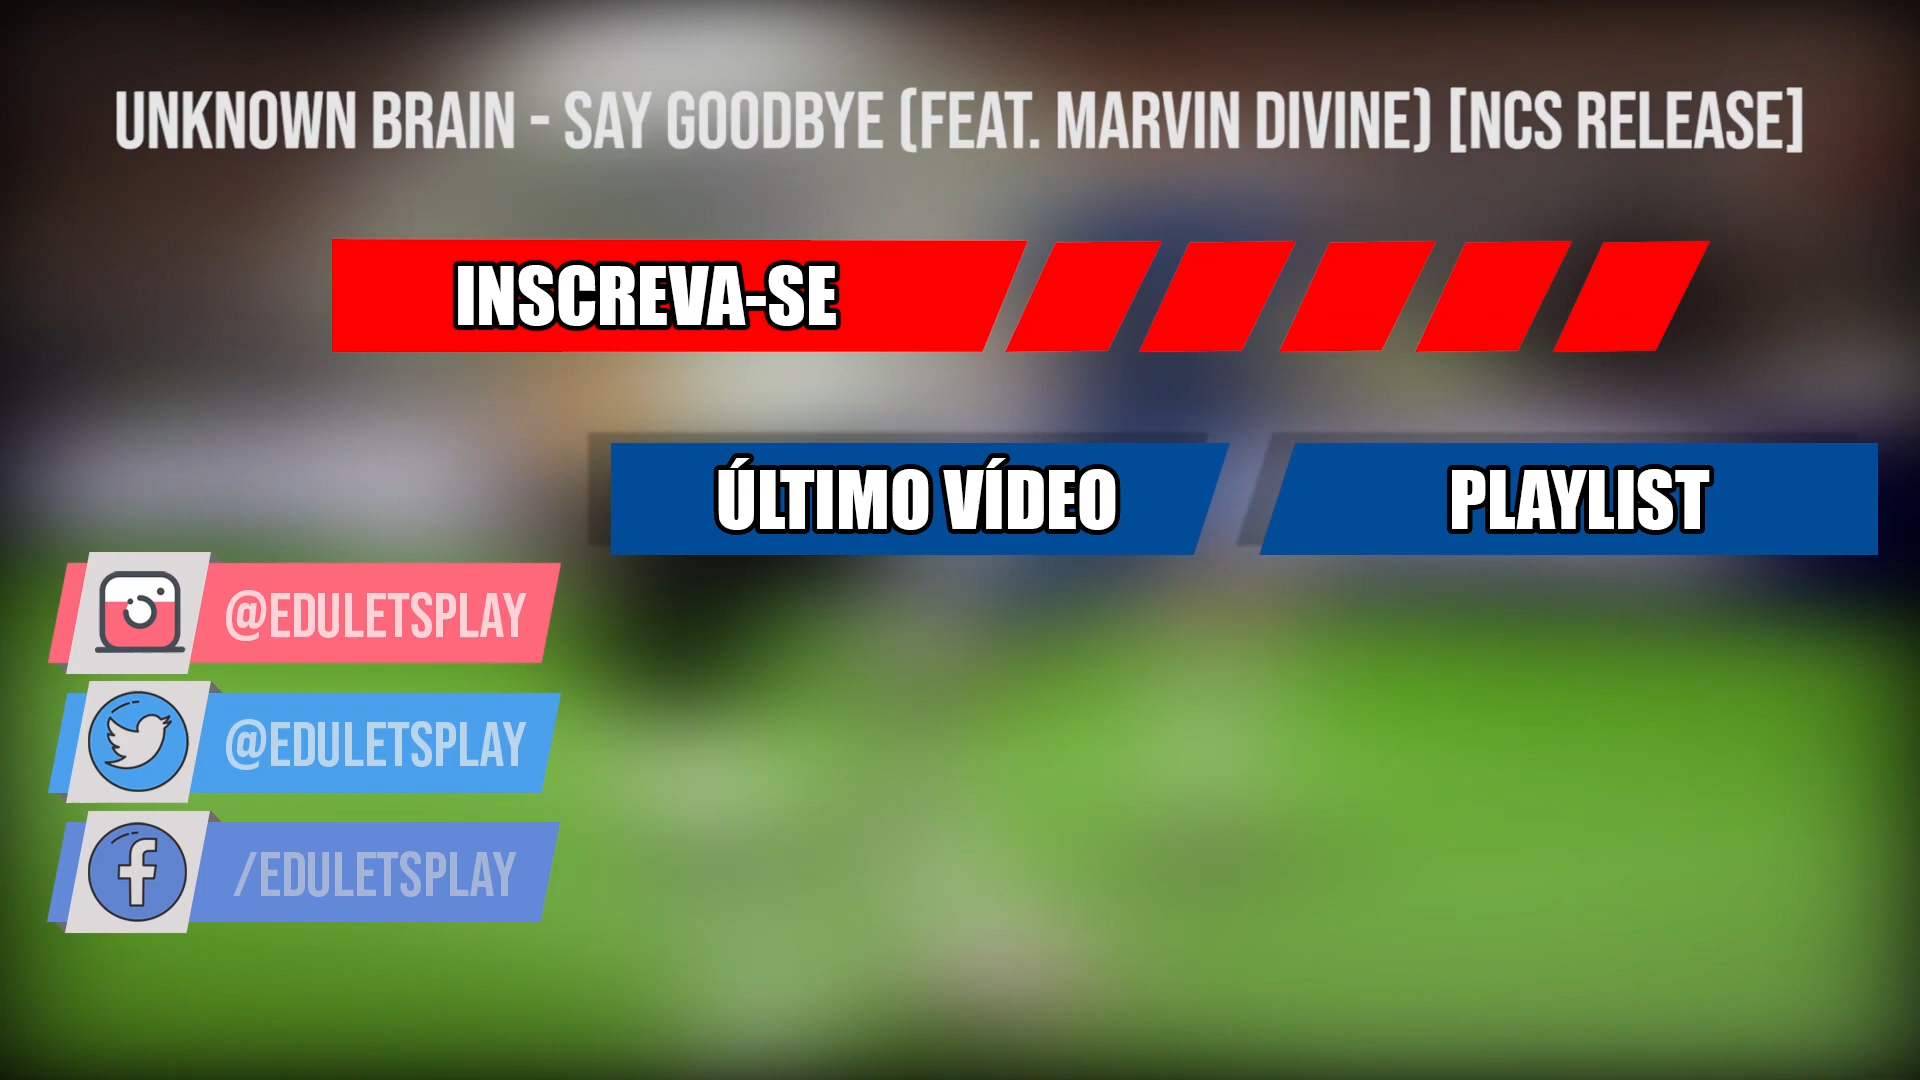 UNKNOWN BRAIN - SAY GOODBYE (FEAT. MARVIN DIVINE) [NCS RELEASE]
INSCREVA-SE
ÚLTIMO VÍDEO
PLAYLIST
@EDULETSPLAY
@EDULETSPLAY
/EDULETSPLAY